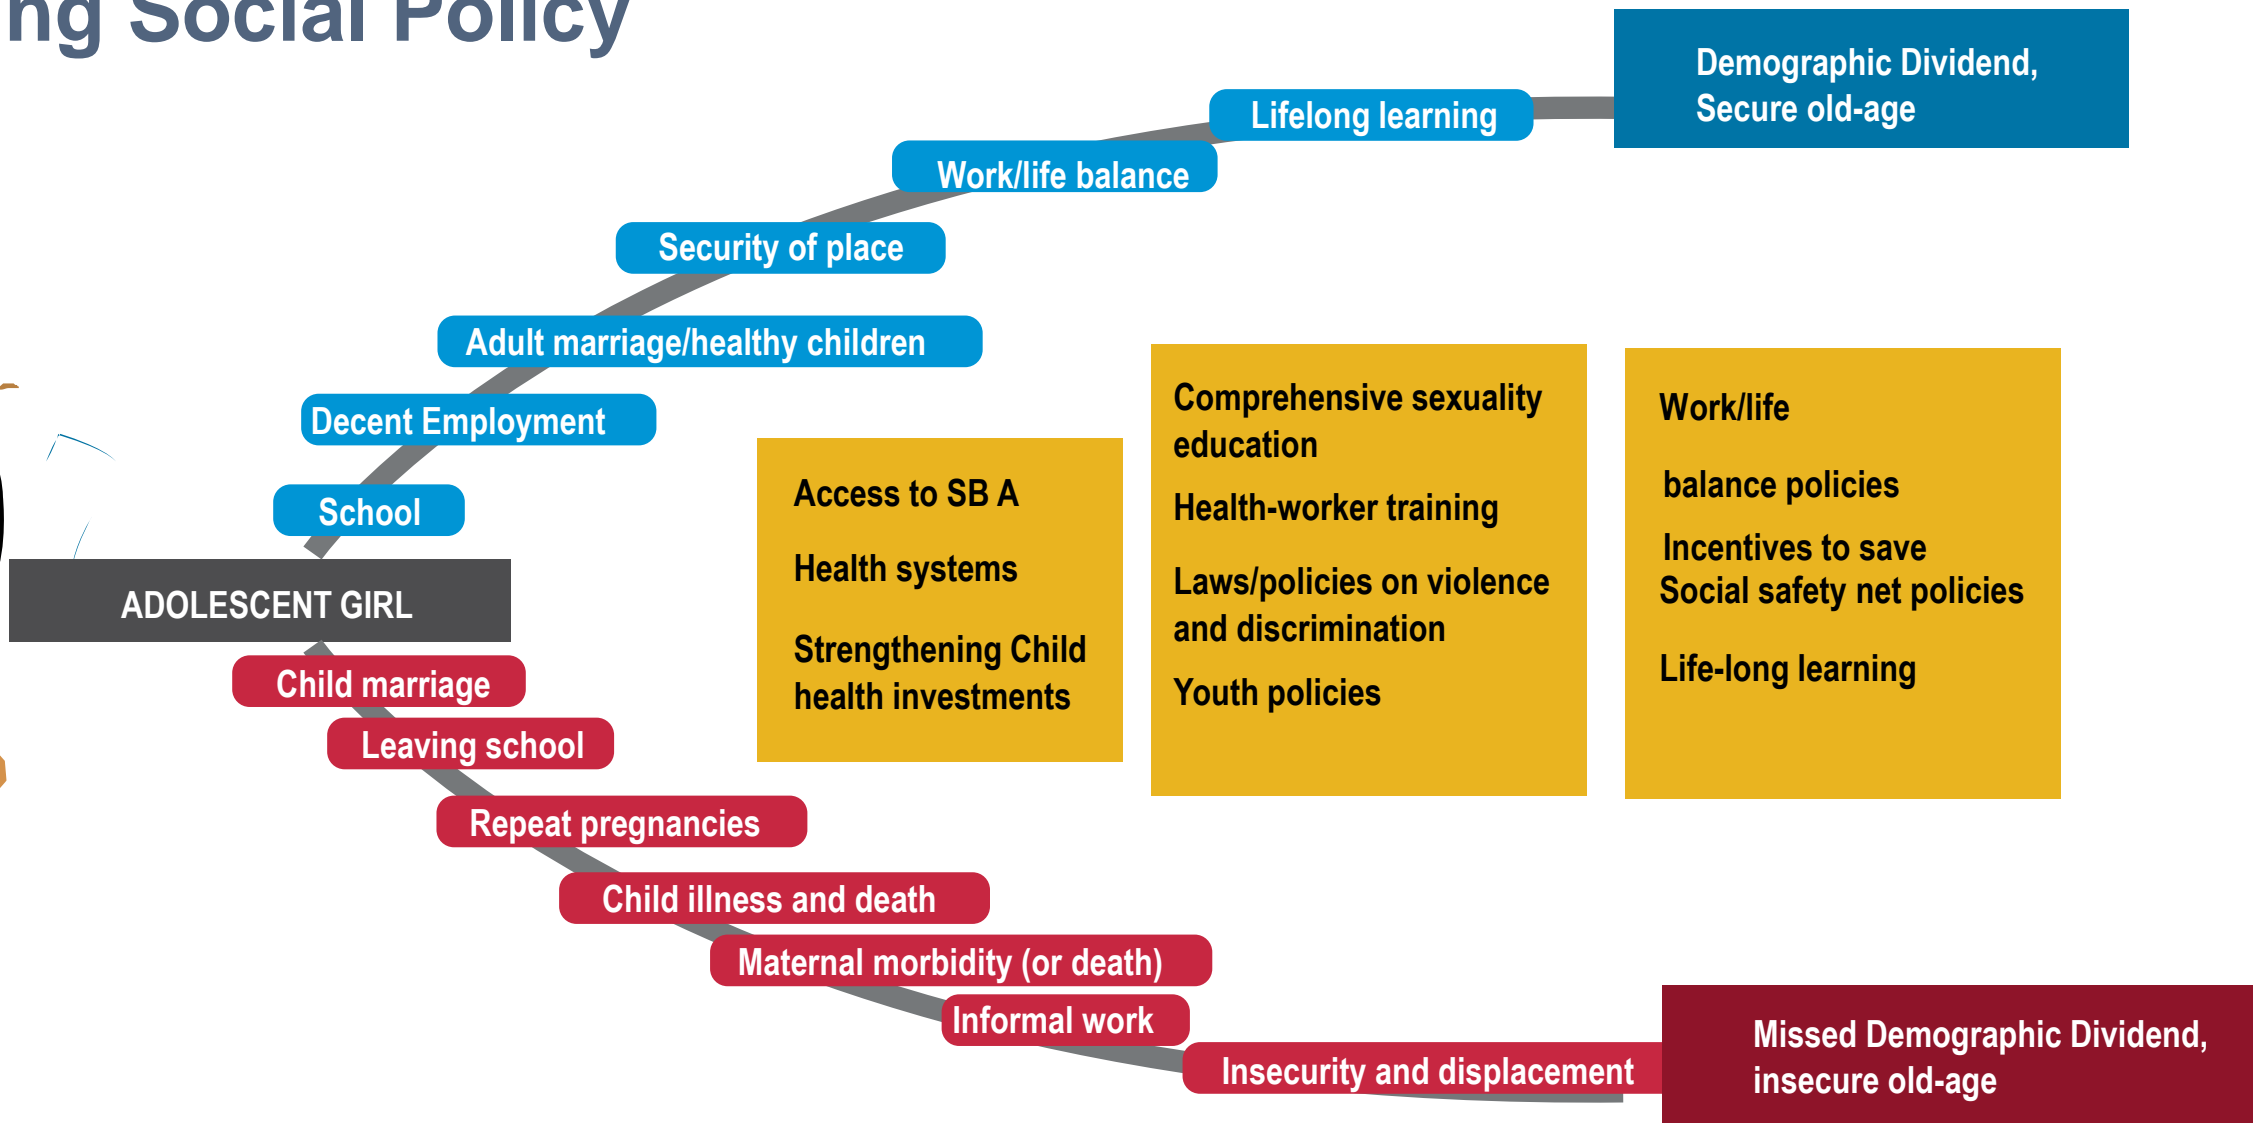 ng Social Policy
Demographic Dividend,
Secure old-age
Lifelong learning
Work/life balance
Security of place
Adult marriage/healthy children
Decent Employment
School
ADOLESCENT GIRL
Child marriage
Leaving school
Repeat pregnancies
Child illness and death
Maternal morbidity (or death)
Informal work
Insecurity and displacement
Missed Demographic Dividend,
insecure old-age
Access to SB A
Health systems
Strengthening Child
health investments
Comprehensive sexuality
education
Health-worker training
Laws/policies on violence
and discrimination
Youth policies
Work/life
balance policies
Incentives to save
Social safety net policies
Life-long learning